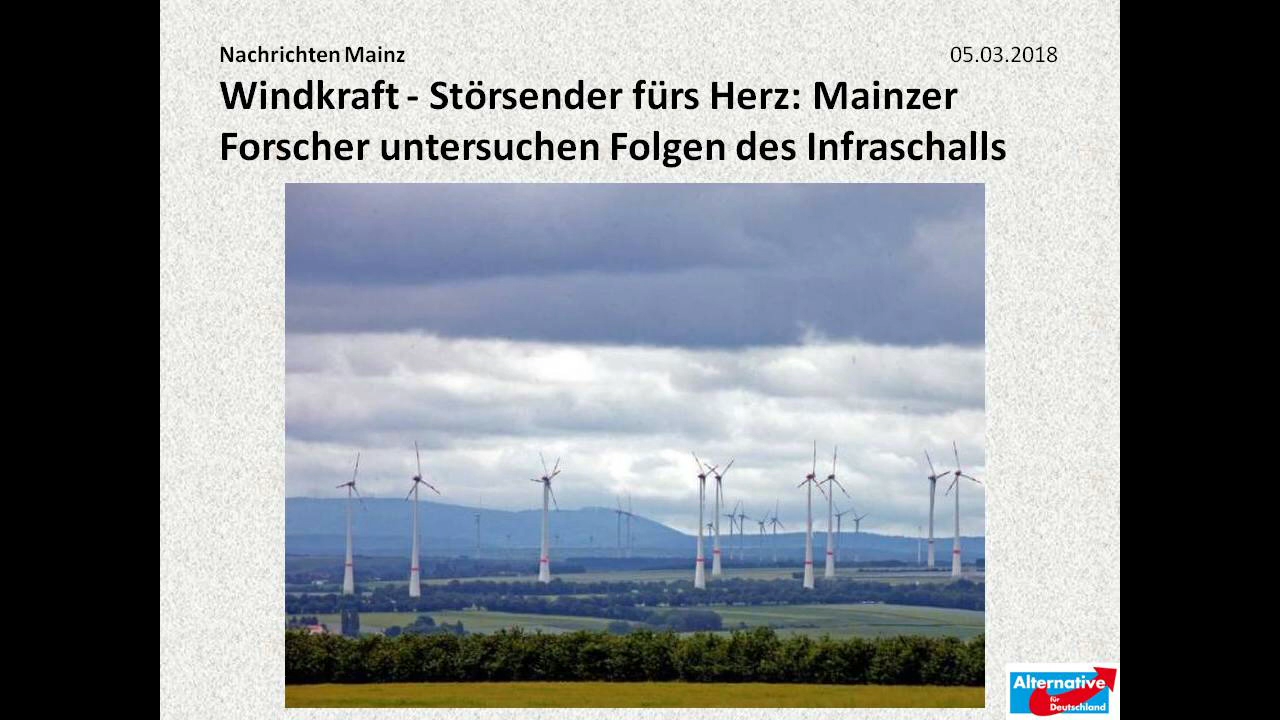 Nachrichten Mainz 05.03.2018
Windkraft - Störsender fürs Herz: Mainzer
Forscher untersuchen Folgen des Infraschalls
Alternative
für
Deutschland